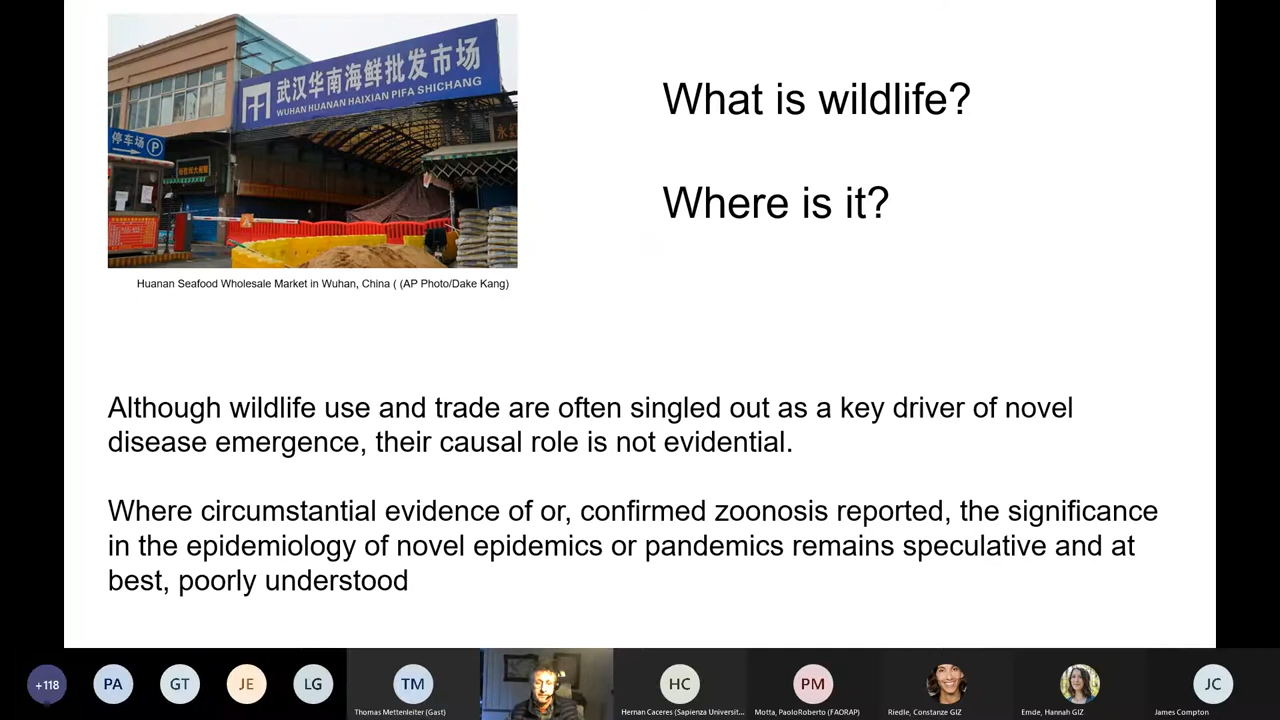 武汉华南海鲜批发市场
WUHAN HUANAN HAIXIAN PIFA SHICHANG
停车场 P
What is wildlife?
Where is it?
Huanan Seafood Wholesale Market in Wuhan, China ( (AP Photo/Dake Kang)
Although wildlife use and trade are often singled out as a key driver of novel
disease emergence, their causal role is not evidential.
Where circumstantial evidence of or, confirmed zoonosis reported, the significance
in the epidemiology of novel epidemics or pandemics remains speculative and at
best, poorly understood
+118
PA
GT
JE
LG
TM
HC
PM
JC
Thomas Mettenleiter (Gast)
Hernan Caceres (Sapienza Universit...
Motta, PaoloRoberto (FAORAP)
Riedle, Constanze GIZ
Emde, Hannah GIZ
James Compton